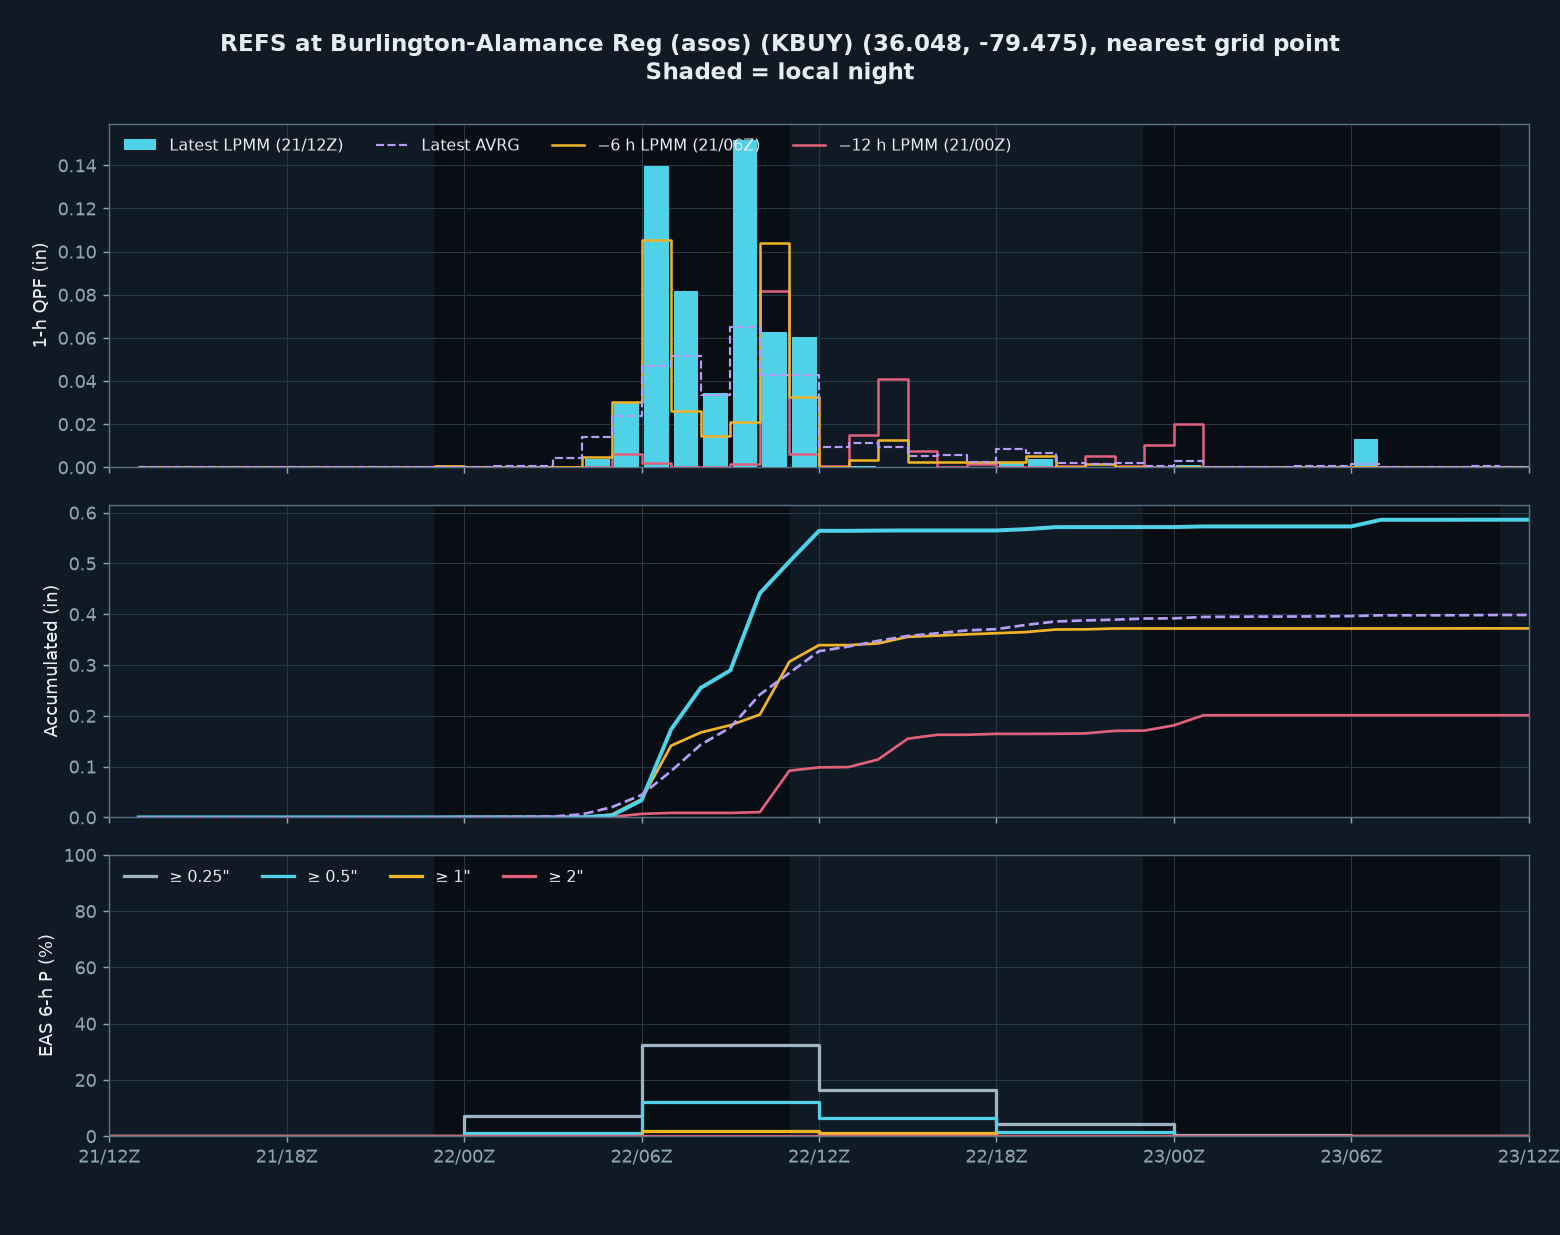 REFS at Burlington-Alamance Reg (asos) (KBUY) (36.048, -79.475), nearest grid point
Shaded = local night
Latest LPMM (21/12Z) Latest AVRG −6 h LPMM (21/06Z) −12 h LPMM (21/00Z)
1-h QPF (in)
0.14
0.12
0.10
0.08
0.06
0.04
0.02
0.00
Accumulated (in)
0.6
0.5
0.4
0.3
0.2
0.1
0.0
≥ 0.25" ≥ 0.5" ≥ 1" ≥ 2"
EAS 6-h P (%)
100
80
60
40
20
0
21/12Z 21/18Z 22/00Z 22/06Z 22/12Z 22/18Z 23/00Z 23/06Z 23/12Z